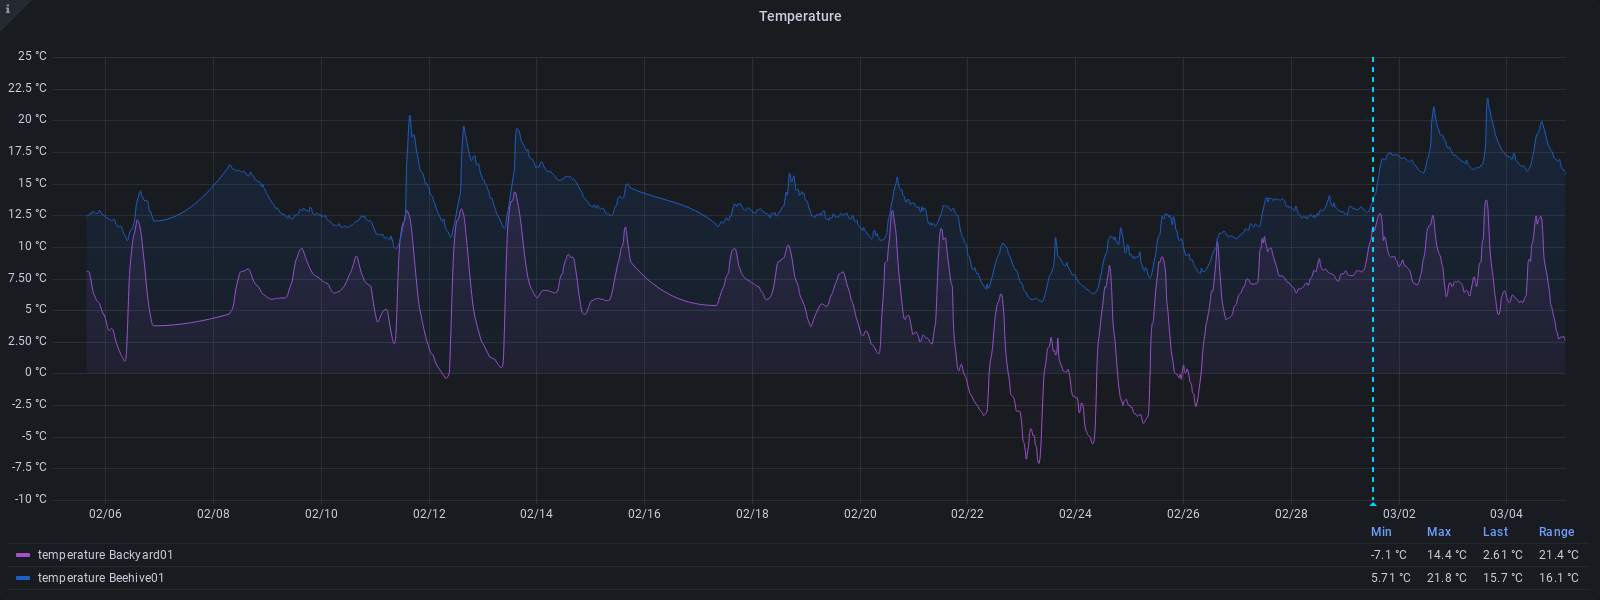 i
Temperature
25 °C
22.5 °C
20 °C
17.5 °C
15 °C
12.5 °C
10 °C
7.50 °C
5 °C
2.50 °C
0 °C
-2.5 °C
-5 °C
-7.5 °C
-10 °C
02/06 02/08 02/10 02/12 02/14 02/16 02/18 02/20 02/22 02/24 02/26 02/28 03/02 03/04
Min Max Last Range
temperature Backyard01 -7.1 °C 14.4 °C 2.61 °C 21.4 °C
temperature Beehive01 5.71 °C 21.8 °C 15.7 °C 16.1 °C